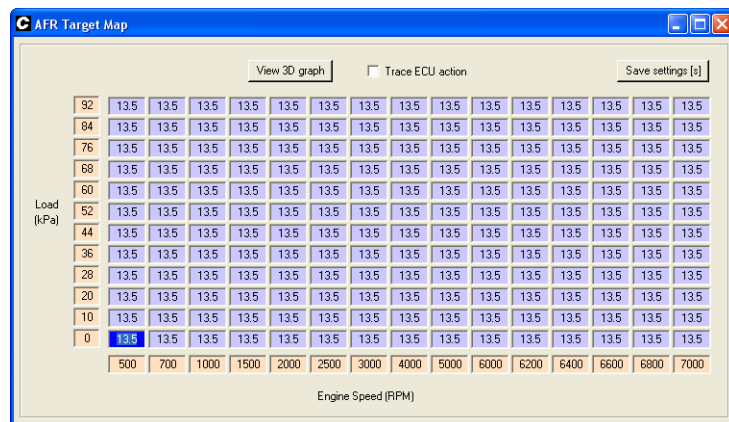 C AFR Target Map
View 3D graph Trace ECU action Save settings [s]
92 13.5 13.5 13.5 13.5 13.5 13.5 13.5 13.5 13.5 13.5 13.5 13.5 13.5 13.5 13.5
84 13.5 13.5 13.5 13.5 13.5 13.5 13.5 13.5 13.5 13.5 13.5 13.5 13.5 13.5 13.5
76 13.5 13.5 13.5 13.5 13.5 13.5 13.5 13.5 13.5 13.5 13.5 13.5 13.5 13.5 13.5
68 13.5 13.5 13.5 13.5 13.5 13.5 13.5 13.5 13.5 13.5 13.5 13.5 13.5 13.5 13.5
60 13.5 13.5 13.5 13.5 13.5 13.5 13.5 13.5 13.5 13.5 13.5 13.5 13.5 13.5 13.5
Load
(kPa)
52 13.5 13.5 13.5 13.5 13.5 13.5 13.5 13.5 13.5 13.5 13.5 13.5 13.5 13.5 13.5
44 13.5 13.5 13.5 13.5 13.5 13.5 13.5 13.5 13.5 13.5 13.5 13.5 13.5 13.5 13.5
36 13.5 13.5 13.5 13.5 13.5 13.5 13.5 13.5 13.5 13.5 13.5 13.5 13.5 13.5 13.5
28 13.5 13.5 13.5 13.5 13.5 13.5 13.5 13.5 13.5 13.5 13.5 13.5 13.5 13.5 13.5
20 13.5 13.5 13.5 13.5 13.5 13.5 13.5 13.5 13.5 13.5 13.5 13.5 13.5 13.5 13.5
10 13.5 13.5 13.5 13.5 13.5 13.5 13.5 13.5 13.5 13.5 13.5 13.5 13.5 13.5 13.5
0 13.5 13.5 13.5 13.5 13.5 13.5 13.5 13.5 13.5 13.5 13.5 13.5 13.5 13.5 13.5
500 700 1000 1500 2000 2500 3000 4000 5000 6000 6200 6400 6600 6800 7000
Engine Speed (RPM)